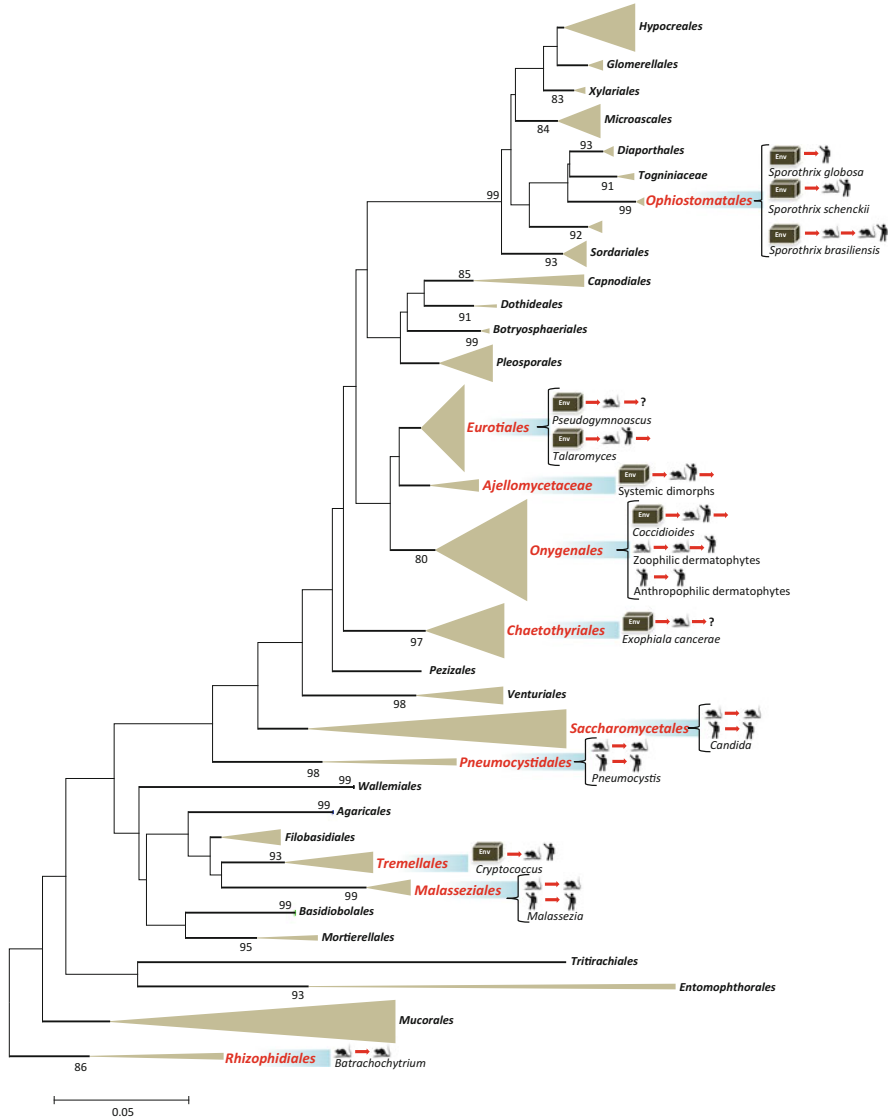 Hypocreales
Glomerellales
83
Xylariales
84
Microascales
93
Diaporthales
91
Togniniaceae
99
99
Ophiostomatales
Env
Sporothrix globosa
Env
Sporothrix schenckii
Env
Sporothrix brasiliensis
92
93
Sordariales
85
Capnodiales
91
Dothideales
99
Botryosphaeriales
Pleosporales
Eurotiales
Env
?
Pseudogymnoascus
Env
Talaromyces
Ajellomycetaceae
Env
Systemic dimorphs
80
Onygenales
Env
Coccidioides
Zoophilic dermatophytes
Anthropophilic dermatophytes
97
Chaetothyriales
Env
?
Exophiala cancerae
Pezizales
98
Venturiales
Saccharomycetales
Candida
98
Pneumocystidales
Pneumocystis
99
Wallemiales
99
Agaricales
Filobasidiales
93
Tremellales
Env
Cryptococcus
99
Malasseziales
Malassezia
99
Basidiobolales
95
Mortierellales
Tritirachiales
93
Entomophthorales
Mucorales
86
Rhizophidiales
Batrachochytrium
0.05